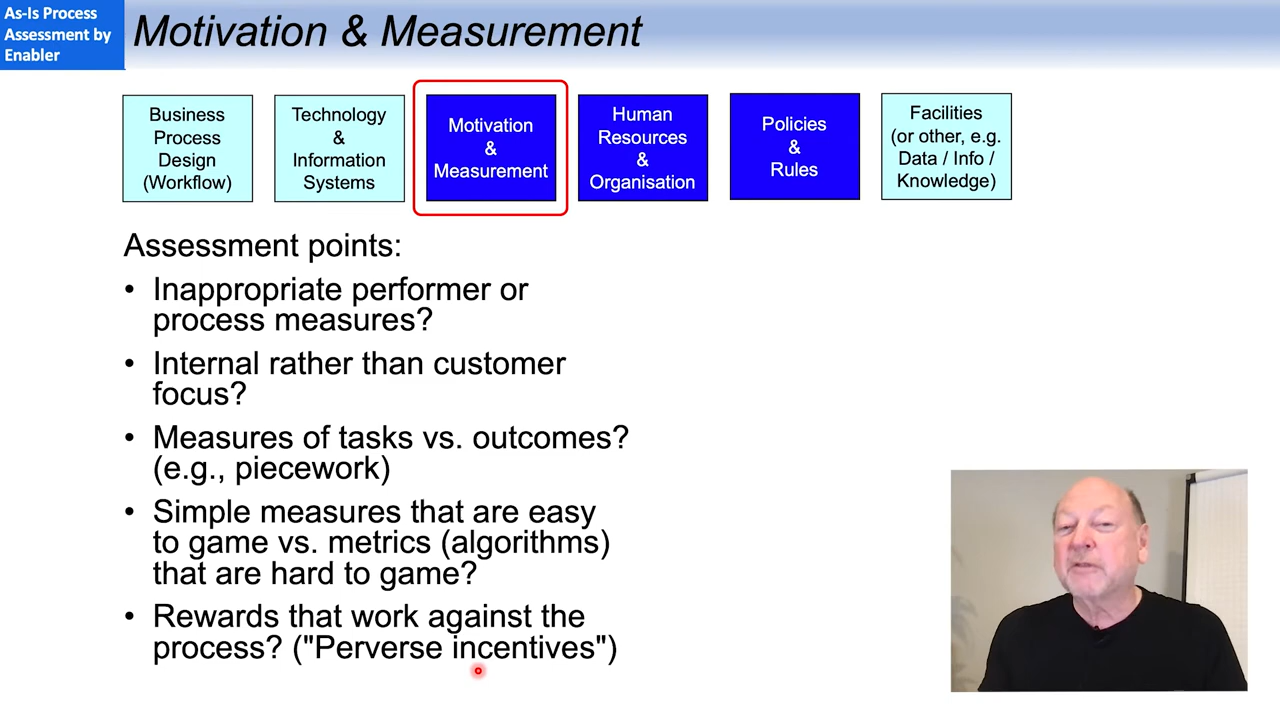 As-Is Process
Assessment by
Enabler
Motivation & Measurement
Business
Process
Design
(Workflow)
Technology
&
Information
Systems
Motivation
&
Measurement
Human
Resources
&
Organisation
Policies
&
Rules
Facilities
(or other, e.g.
Data / Info /
Knowledge)
Assessment points:
• Inappropriate performer or
process measures?
• Internal rather than customer
focus?
• Measures of tasks vs. outcomes?
(e.g., piecework)
• Simple measures that are easy
to game vs. metrics (algorithms)
that are hard to game?
• Rewards that work against the
process? ("Perverse incentives")